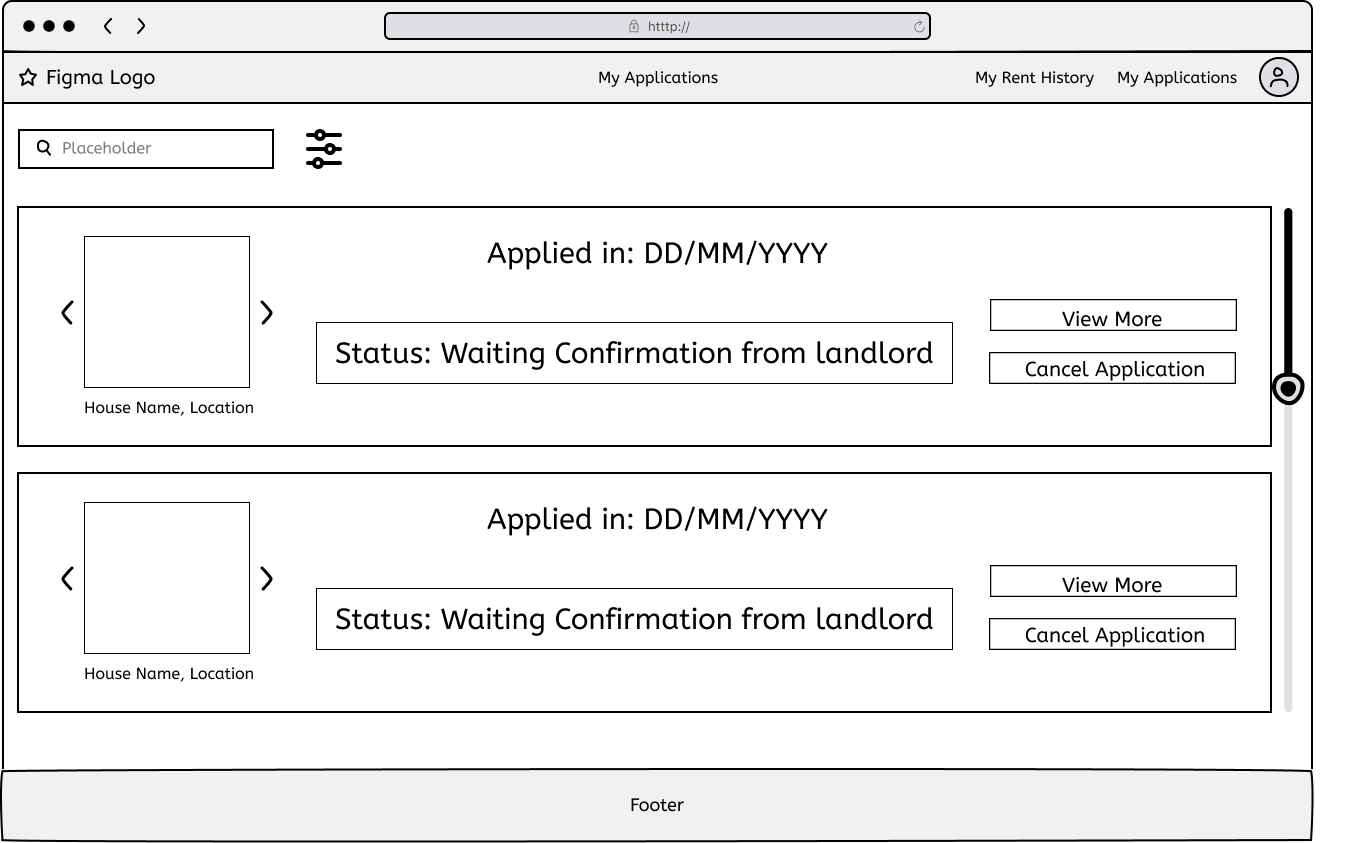 htttp://
Figma Logo
My Applications
My Rent History
My Applications
Placeholder
Applied in: DD/MM/YYYY
View More
Status: Waiting Confirmation from landlord
Cancel Application
House Name, Location
Applied in: DD/MM/YYYY
View More
Status: Waiting Confirmation from landlord
Cancel Application
House Name, Location
Footer